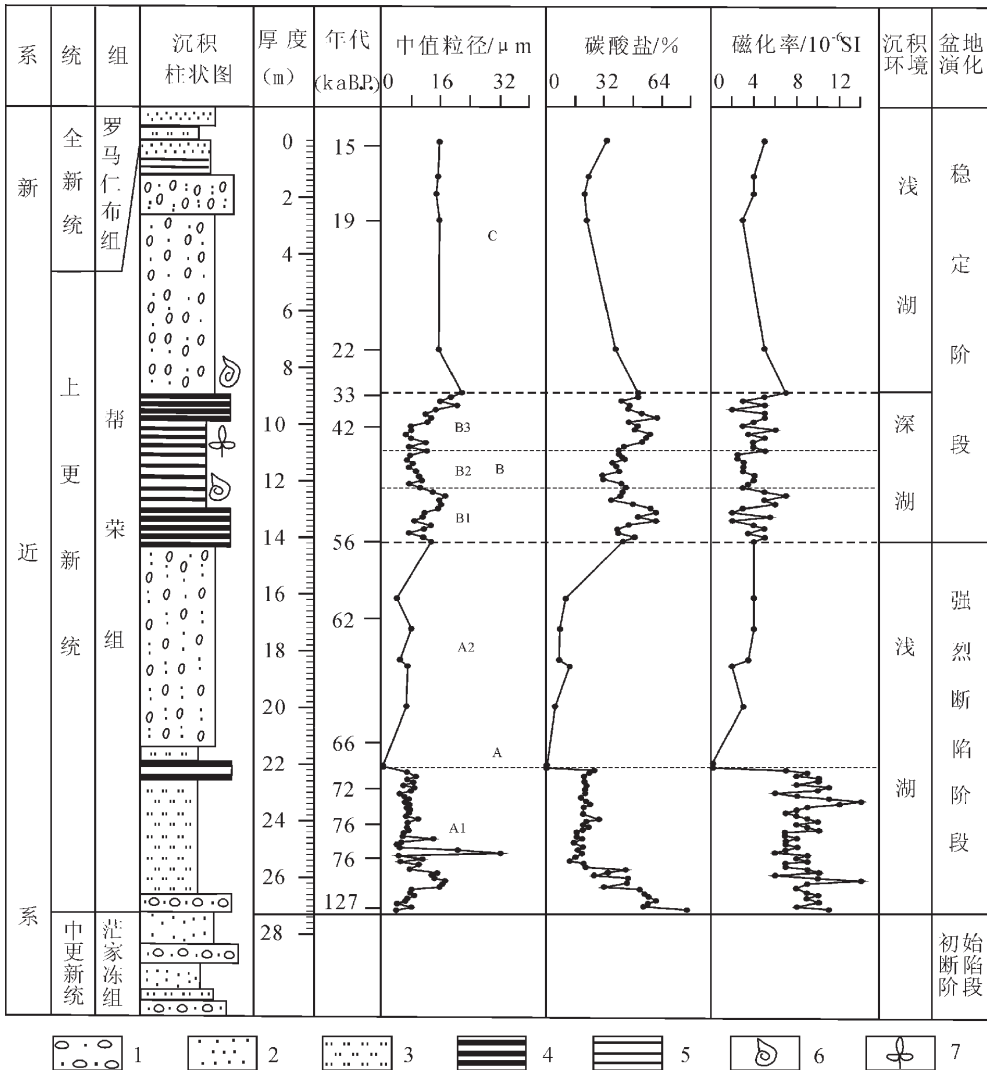 系 统 组 沉积柱状图 厚度(m) 年代(kaB.P.) 中值粒径/μm 碳酸盐/% 磁化率/10⁻⁶SI 沉积环境 盆地演化
0 16 32 0 32 64 0 4 8 12
新近系
全新统
上更新统
中更新统
罗马仁布组
帮荣组
茫家冻组
0
2
4
6
8
10
12
14
16
18
20
22
24
26
28
15
19
22
33
42
56
62
66
72
76
76
127
C
B3
B2 B
B1
A2
A
A1
浅湖
深湖
浅湖
稳定湖阶段
强烈断陷阶段
初始断陷阶段
1 2 3 4 5 6 7